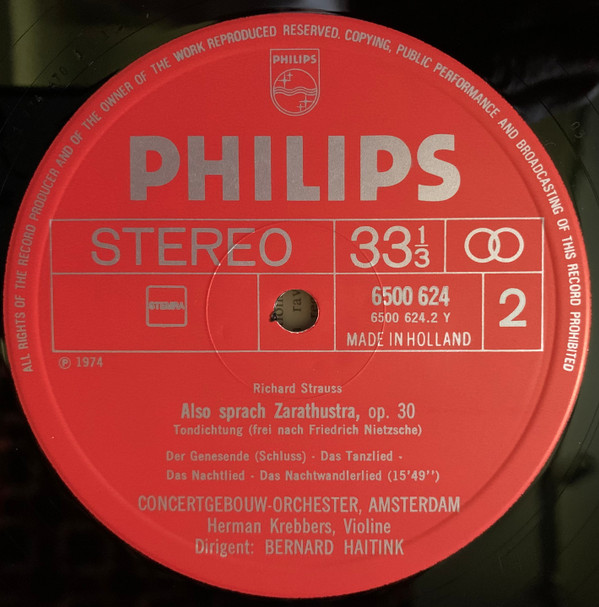 ALL RIGHTS OF THE RECORD PRODUCER AND OF THE OWNER OF THE WORK REPRODUCED RESERVED. COPYING, PUBLIC PERFORMANCE AND BROADCASTING OF THIS RECORD PROHIBITED
PHILIPS
PHILIPS
STEREO 33 1/3
STEMRA
6500 624
6500 624.2 Y
2
MADE IN HOLLAND
℗ 1974
Richard Strauss
Also sprach Zarathustra, op. 30
Tondichtung (frei nach Friedrich Nietzsche)
Der Genesende (Schluss) - Das Tanzlied -
Das Nachtlied - Das Nachtwandlerlied (15'49'')
CONCERTGEBOUW-ORCHESTER, AMSTERDAM
Herman Krebbers, Violine
Dirigent: BERNARD HAITINK